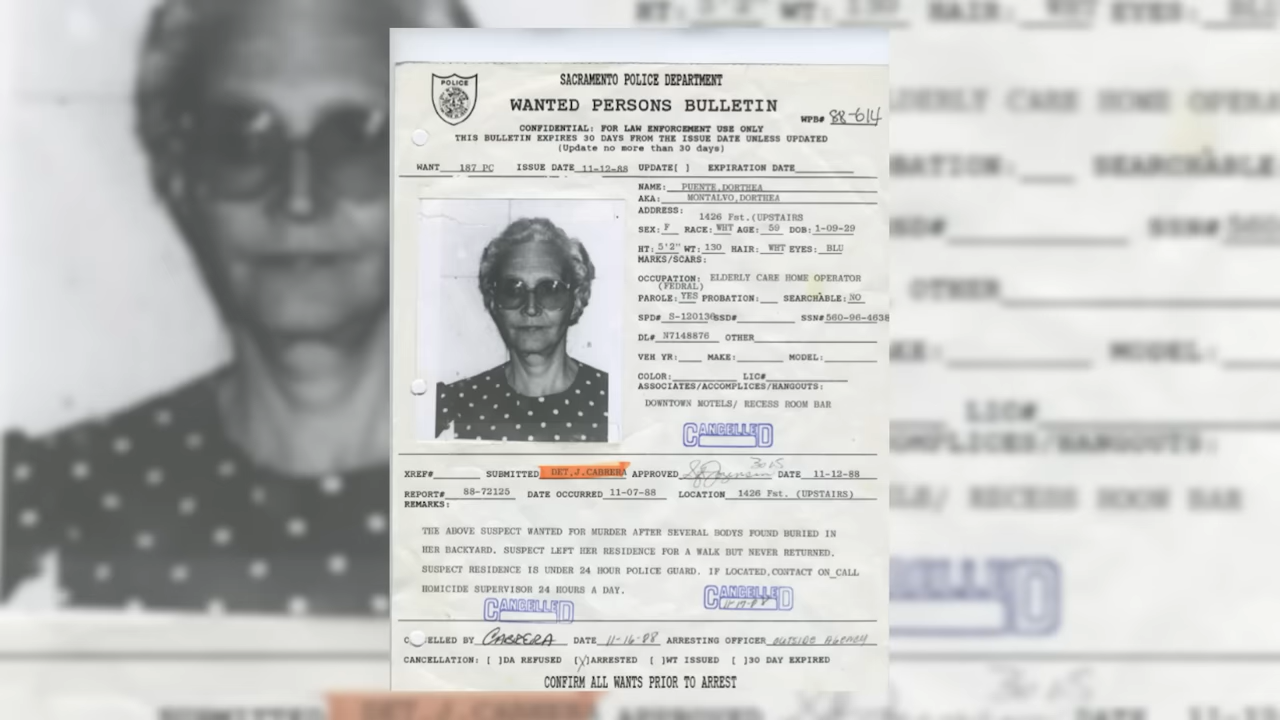 POLICE
SACRAMENTO POLICE DEPARTMENT
WANTED PERSONS BULLETIN
WPB# 88-614
CONFIDENTIAL: FOR LAW ENFORCEMENT USE ONLY
THIS BULLETIN EXPIRES 30 DAYS FROM THE ISSUE DATE UNLESS UPDATED
(Update no more than 30 days)
WANT 187 PC ISSUE DATE 11-12-88 UPDATE[ ] EXPIRATION DATE
NAME: PUENTE,DORTHEA
AKA: MONTALVO,DORTHEA
ADDRESS:
1426 Fst.(UPSTAIRS
SEX: F RACE: WHT AGE: 59 DOB: 1-09-29
HT: 5'2" WT: 130 HAIR: WHT EYES: BLU
MARKS/SCARS:
OCCUPATION: ELDERLY CARE HOME OPERATOR
(FEDRAL)
PAROLE: YES PROBATION: SEARCHABLE: NO
SPD# S-120136 SSD# SSN# 560-96-4638
DL# N7148876 OTHER
VEH YR: MAKE: MODEL:
COLOR: LIC#
ASSOCIATES/ACCOMPLICES/HANGOUTS:
DOWNTOWN MOTELS/ RECESS ROOM BAR
CANCELLED
XREF# SUBMITTED DET.J.CABRERA APPROVED DATE 11-12-88
REPORT# 88-72125 DATE OCCURRED 11-07-88 LOCATION 1426 Fst. (UPSTAIRS)
REMARKS:
THE ABOVE SUSPECT WANTED FOR MURDER AFTER SEVERAL BODYS FOUND BURIED IN
HER BACKYARD. SUSPECT LEFT HER RESIDENCE FOR A WALK BUT NEVER RETURNED.
SUSPECT RESIDENCE IS UNDER 24 HOUR POLICE GUARD. IF LOCATED,CONTACT ON_CALL
HOMICIDE SUPERVISOR 24 HOURS A DAY.
CANCELLED
CANCELLED
C ELLED BY CABRERA DATE 11-16-88 ARRESTING OFFICER OUTSIDE AGENCY
CANCELLATION: [ ]DA REFUSED [X]ARRESTED [ ]WT ISSUED [ ]30 DAY EXPIRED
CONFIRM ALL WANTS PRIOR TO ARREST